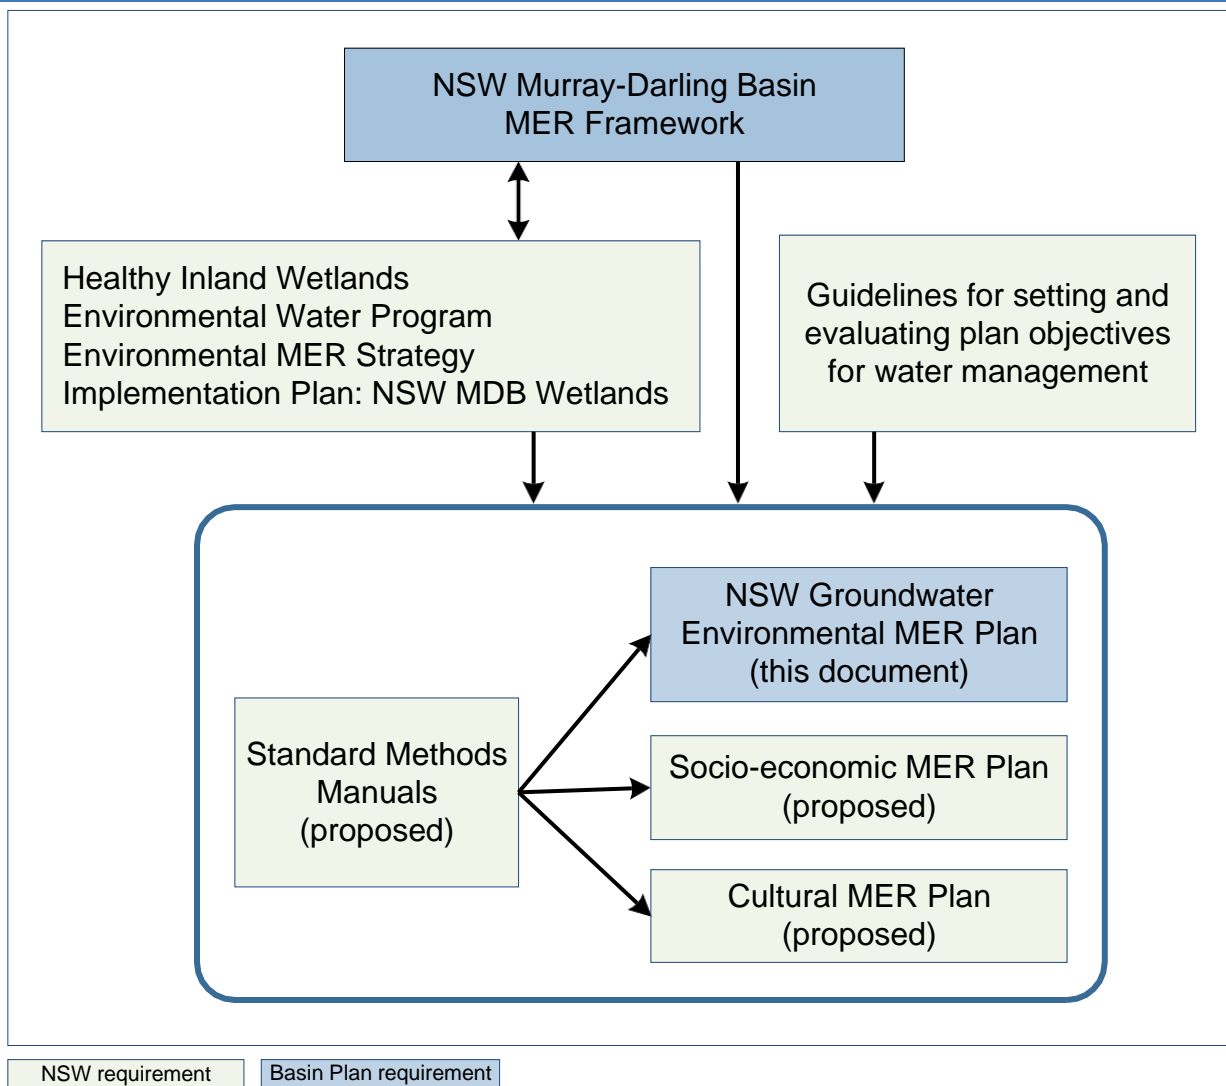 NSW Murray-Darling Basin
MER Framework
Healthy Inland Wetlands
Environmental Water Program
Environmental MER Strategy
Implementation Plan: NSW MDB Wetlands
Guidelines for setting and
evaluating plan objectives
for water management
NSW Groundwater
Environmental MER Plan
(this document)
Standard Methods
Manuals
(proposed)
Socio-economic MER Plan
(proposed)
Cultural MER Plan
(proposed)
NSW requirement
Basin Plan requirement